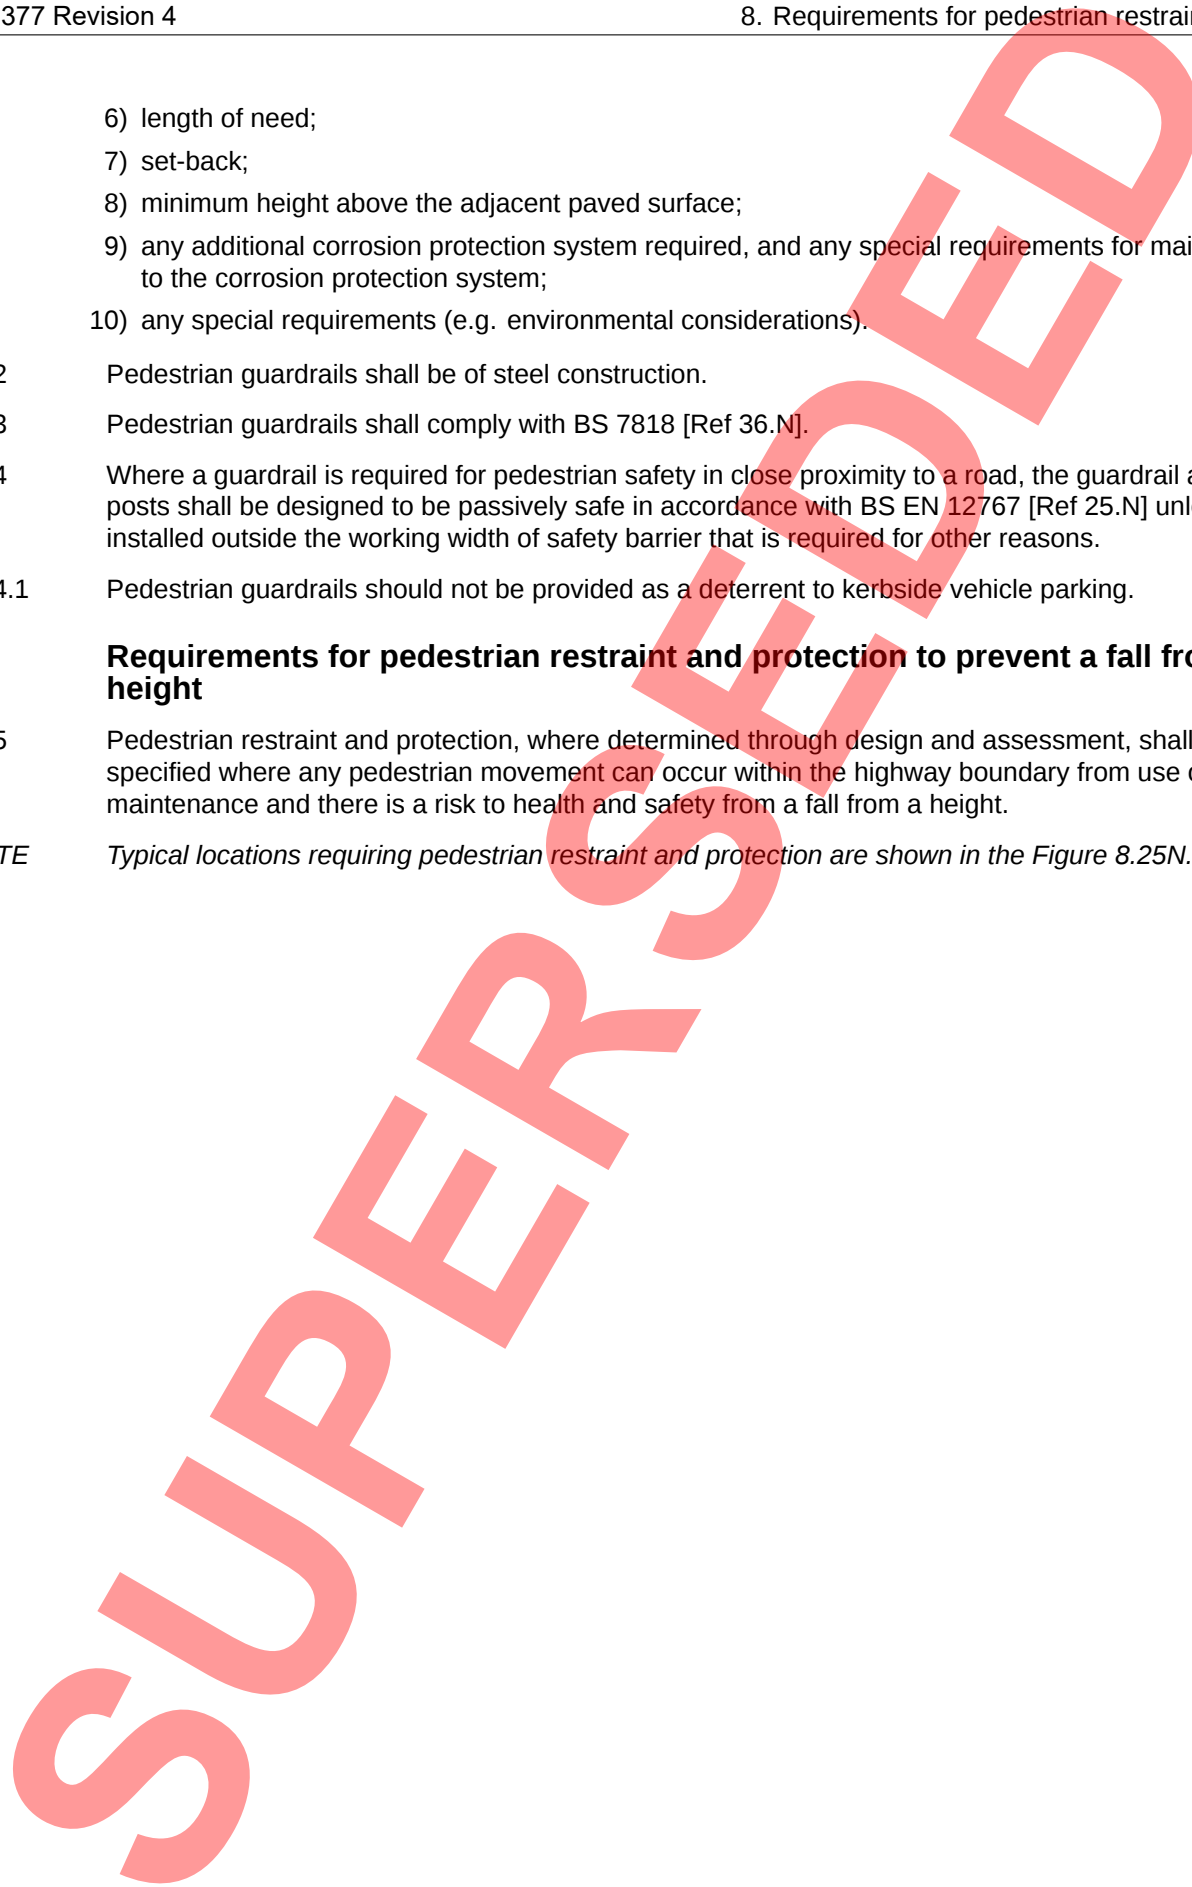 377 Revision 4 8. Requirements for pedestrian
6) length of need;
7) set-back;
8) minimum height above the adjacent paved surface;
9) any additional corrosion protection system required, and any special requirements for
to the corrosion protection system;
10) any special requirements (e.g. environmental considerations).
2 Pedestrian guardrails shall be of steel construction.
3 Pedestrian guardrails shall comply with BS 7818 [Ref 36.N].
4 Where a guardrail is required for pedestrian safety in close proximity to a road, the guardrail
posts shall be designed to be passively safe in accordance with BS EN 12767 [Ref 25.N]
installed outside the working width of safety barrier that is required for other reasons.
4.1 Pedestrian guardrails should not be provided as a deterrent to kerbside vehicle parking.
Requirements for pedestrian restraint and protection to prevent a fall
height
5 Pedestrian restraint and protection, where determined through design and assessment, shall
specified where any pedestrian movement can occur within the highway boundary from use
maintenance and there is a risk to health and safety from a fall from a height.
TE Typical locations requiring pedestrian restraint and protection are shown in the Figure 8.25N.
SUPERSEDED